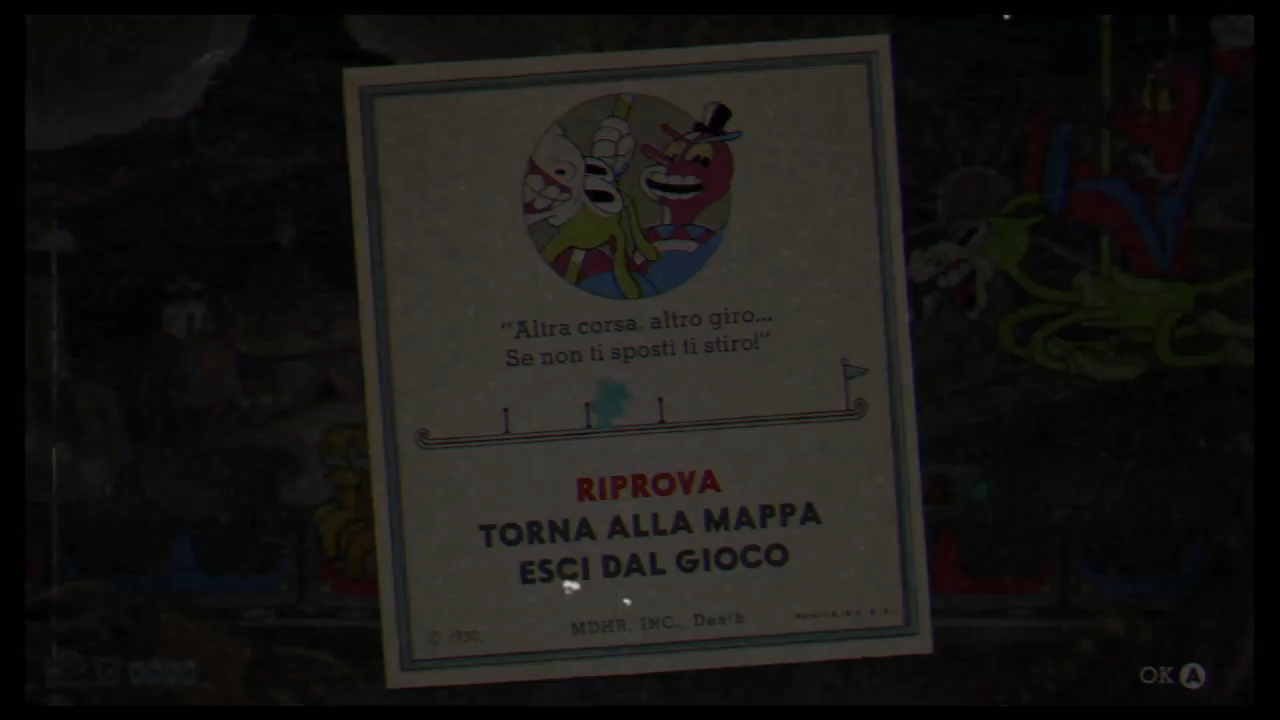 "Altra corsa, altro giro...
Se non ti sposti ti stiro!"
RIPROVA
TORNA ALLA MAPPA
ESCI DAL GIOCO
© 1930,
MDHR. INC., Death
OK A